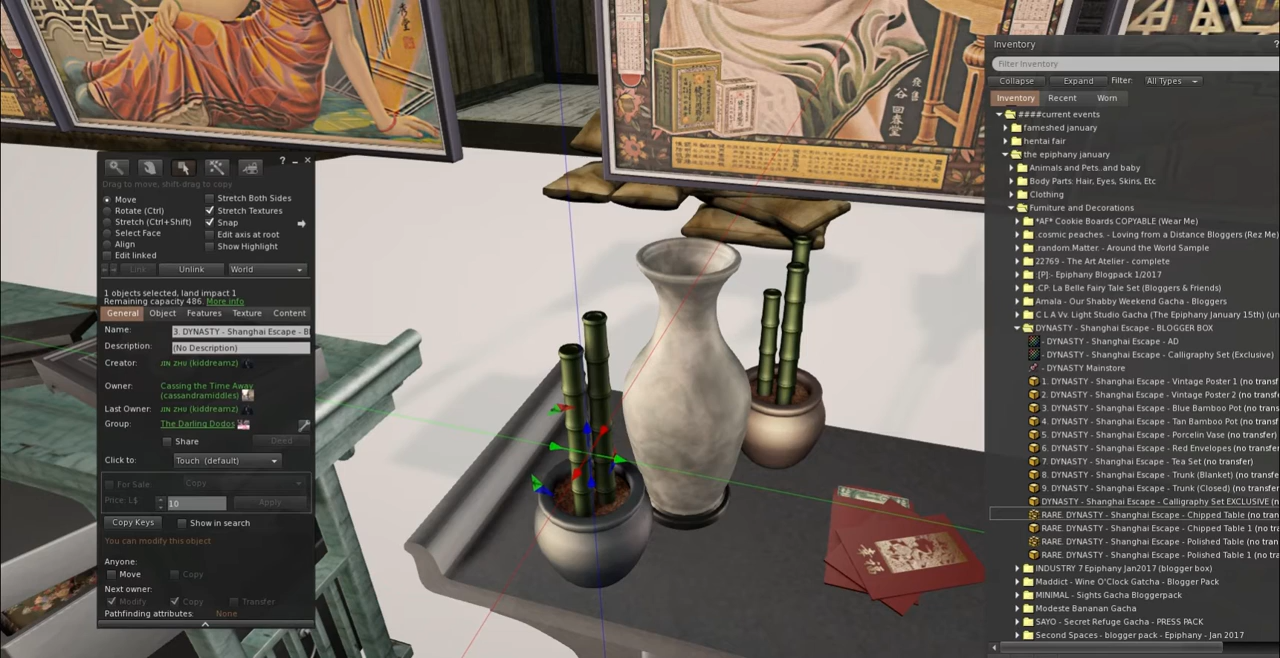 ? _ ×
Drag to move, shift-drag to copy
Move
Rotate (Ctrl)
Stretch (Ctrl+Shift)
Select Face
Align
Edit linked
Stretch Both Sides
Stretch Textures
Snap
Edit axis at root
Show Highlight
Link Unlink World
1 objects selected, land impact 1
Remaining capacity 486. More info
General Object Features Texture Content
Name: 3. DYNASTY - Shanghai Escape - Bl
Description: (No Description)
Creator: JIN ZHU (kiddreamz)
Owner: Cassing the Time Away
(cassandramiddles)
Last Owner: JIN ZHU (kiddreamz)
Group: The Darling Dodos
Share Deed
Click to: Touch (default)
For Sale Copy
Price: L$ 10 Apply
Copy Keys Show in search
You can modify this object
Anyone:
Move Copy
Next owner:
Modify Copy Transfer
Pathfinding attributes: None
谷回春堂
Inventory ?
Filter Inventory
Collapse Expand Filter: All Types
Inventory Recent Worn
####current events
fameshed january
hentai fair
the epiphany january
Animals and Pets..and baby
Body Parts: Hair, Eyes, Skins, Etc
Clothing
Furniture and Decorations
*AF* Cookie Boards COPYABLE (Wear Me)
.cosmic peaches. - Loving from a Distance Bloggers (Rez Me)
.random.Matter. - Around the World Sample
22769 - The Art Atelier - complete
:[P]:- Epiphany Blogpack 1/2017
:CP: La Belle Fairy Tale Set (Bloggers & Friends)
Amala - Our Shabby Weekend Gacha - Bloggers
C L A Vv. Light Studio Gacha (The Epiphany January 15th) (un
DYNASTY - Shanghai Escape - BLOGGER BOX
- DYNASTY - Shanghai Escape - AD
- DYNASTY - Shanghai Escape - Calligraphy Set (Exclusive)
- DYNASTY Mainstore
1. DYNASTY - Shanghai Escape - Vintage Poster 1 (no transf
2. DYNASTY - Shanghai Escape - Vintage Poster 2 (no transf
3. DYNASTY - Shanghai Escape - Blue Bamboo Pot (no transf
4. DYNASTY - Shanghai Escape - Tan Bamboo Pot (no transf
5. DYNASTY - Shanghai Escape - Porcelin Vase (no transfer)
6. DYNASTY - Shanghai Escape - Red Envelopes (no transfer)
7. DYNASTY - Shanghai Escape - Tea Set (no transfer)
8. DYNASTY - Shanghai Escape - Trunk (Blanket) (no transf
9. DYNASTY - Shanghai Escape - Trunk (Closed) (no transfer)
DYNASTY - Shanghai Escape - Calligraphy Set EXCLUSIVE (n
RARE. DYNASTY - Shanghai Escape - Chipped Table (no tran
RARE. DYNASTY - Shanghai Escape - Chipped Table 1 (no tr
RARE. DYNASTY - Shanghai Escape - Polished Table (no tran
RARE. DYNASTY - Shanghai Escape - Polished Table 1 (no tr
INDUSTRY 7 Epiphany Jan2017 (blogger box)
Maddict - Wine O'Clock Gatcha - Blogger Pack
MINIMAL - Sights Gacha Bloggerpack
Modeste Bananan Gacha
SAYO - Secret Refuge Gacha - PRESS PACK
Second Spaces - blogger pack - Epiphany - Jan 2017